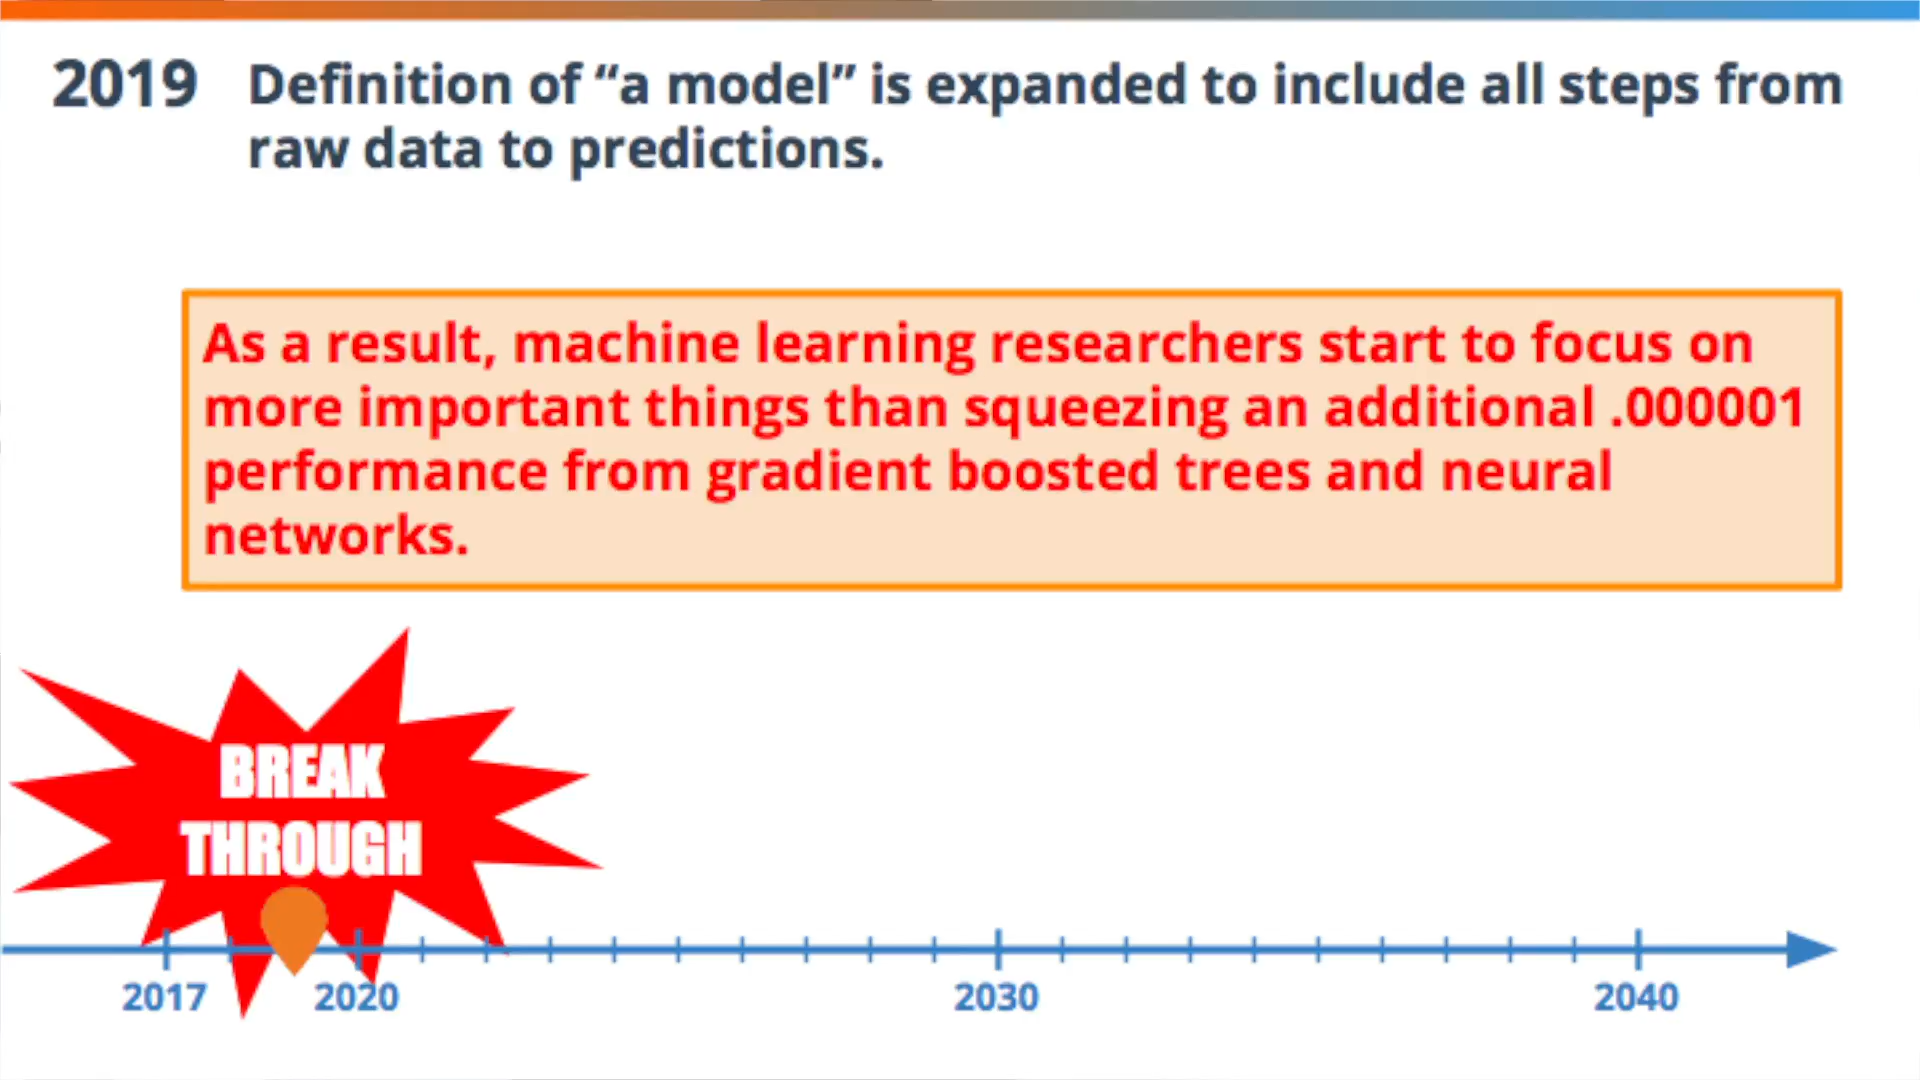 2019 Definition of “a model” is expanded to include all steps from
raw data to predictions.
As a result, machine learning researchers start to focus on
more important things than squeezing an additional .000001
performance from gradient boosted trees and neural
networks.
BREAK
THROUGH
2017 2020 2030 2040